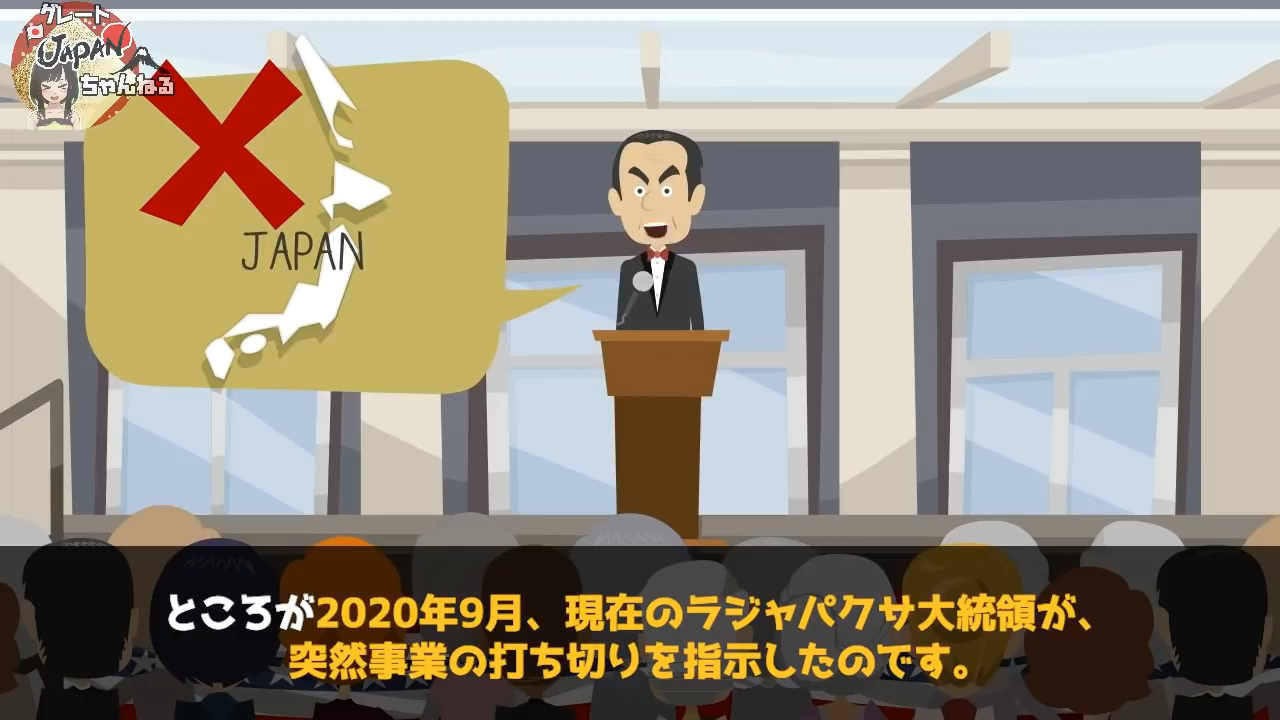 グレート
JAPAN
ちゃんねる
JAPAN
ところが2020年9月、現在のラジャパクサ大統領が、
突然事業の打ち切りを指示したのです。